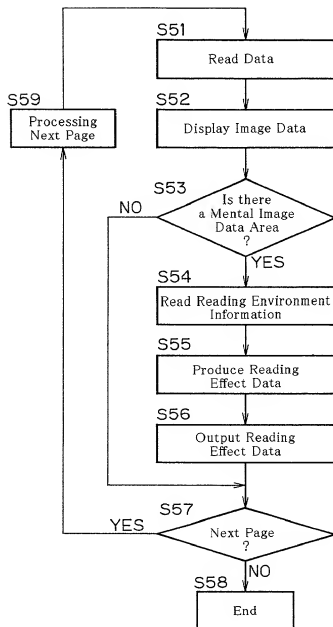 S51
Read Data
S59
Processing
Next Page
S52
Display Image Data
S53
Is there
a Mental Image
Data Area
?
NO
YES
S54
Read Reading Environment
Information
S55
Produce Reading
Effect Data
S56
Output Reading
Effect Data
S57
YES
Next Page
?
NO
S58
End